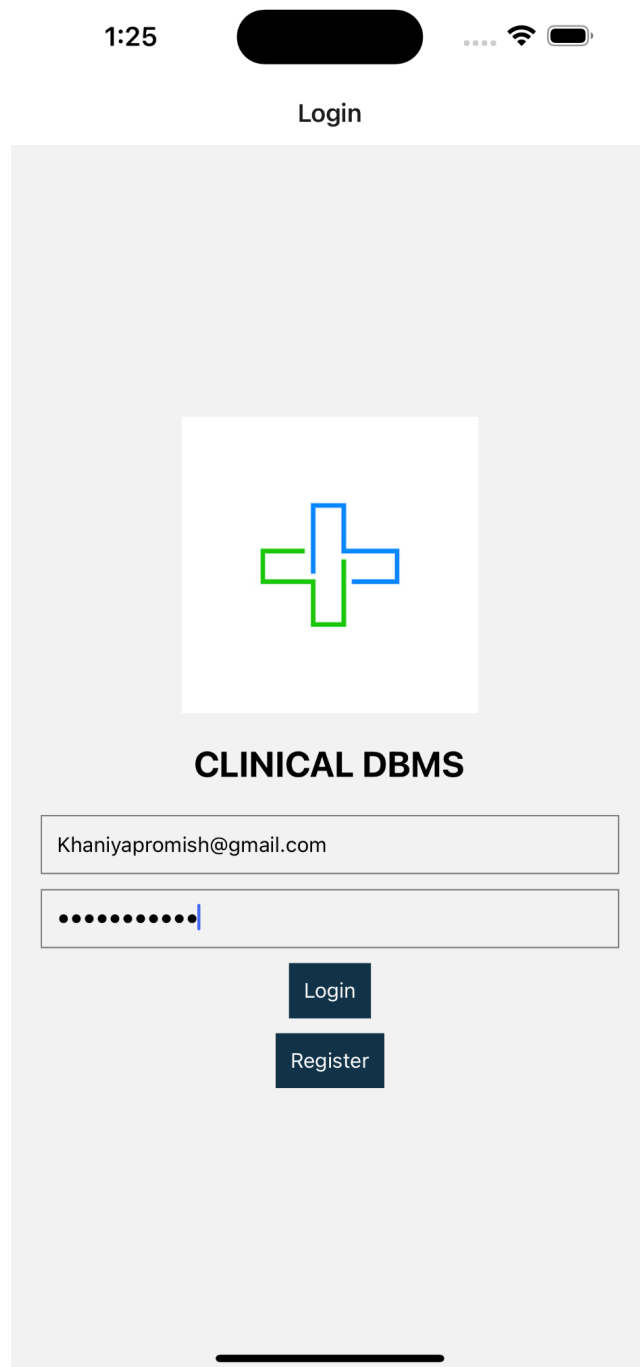 1:25
Login
CLINICAL DBMS
Khaniyapromish@gmail.com
•••••••••••
Login
Register